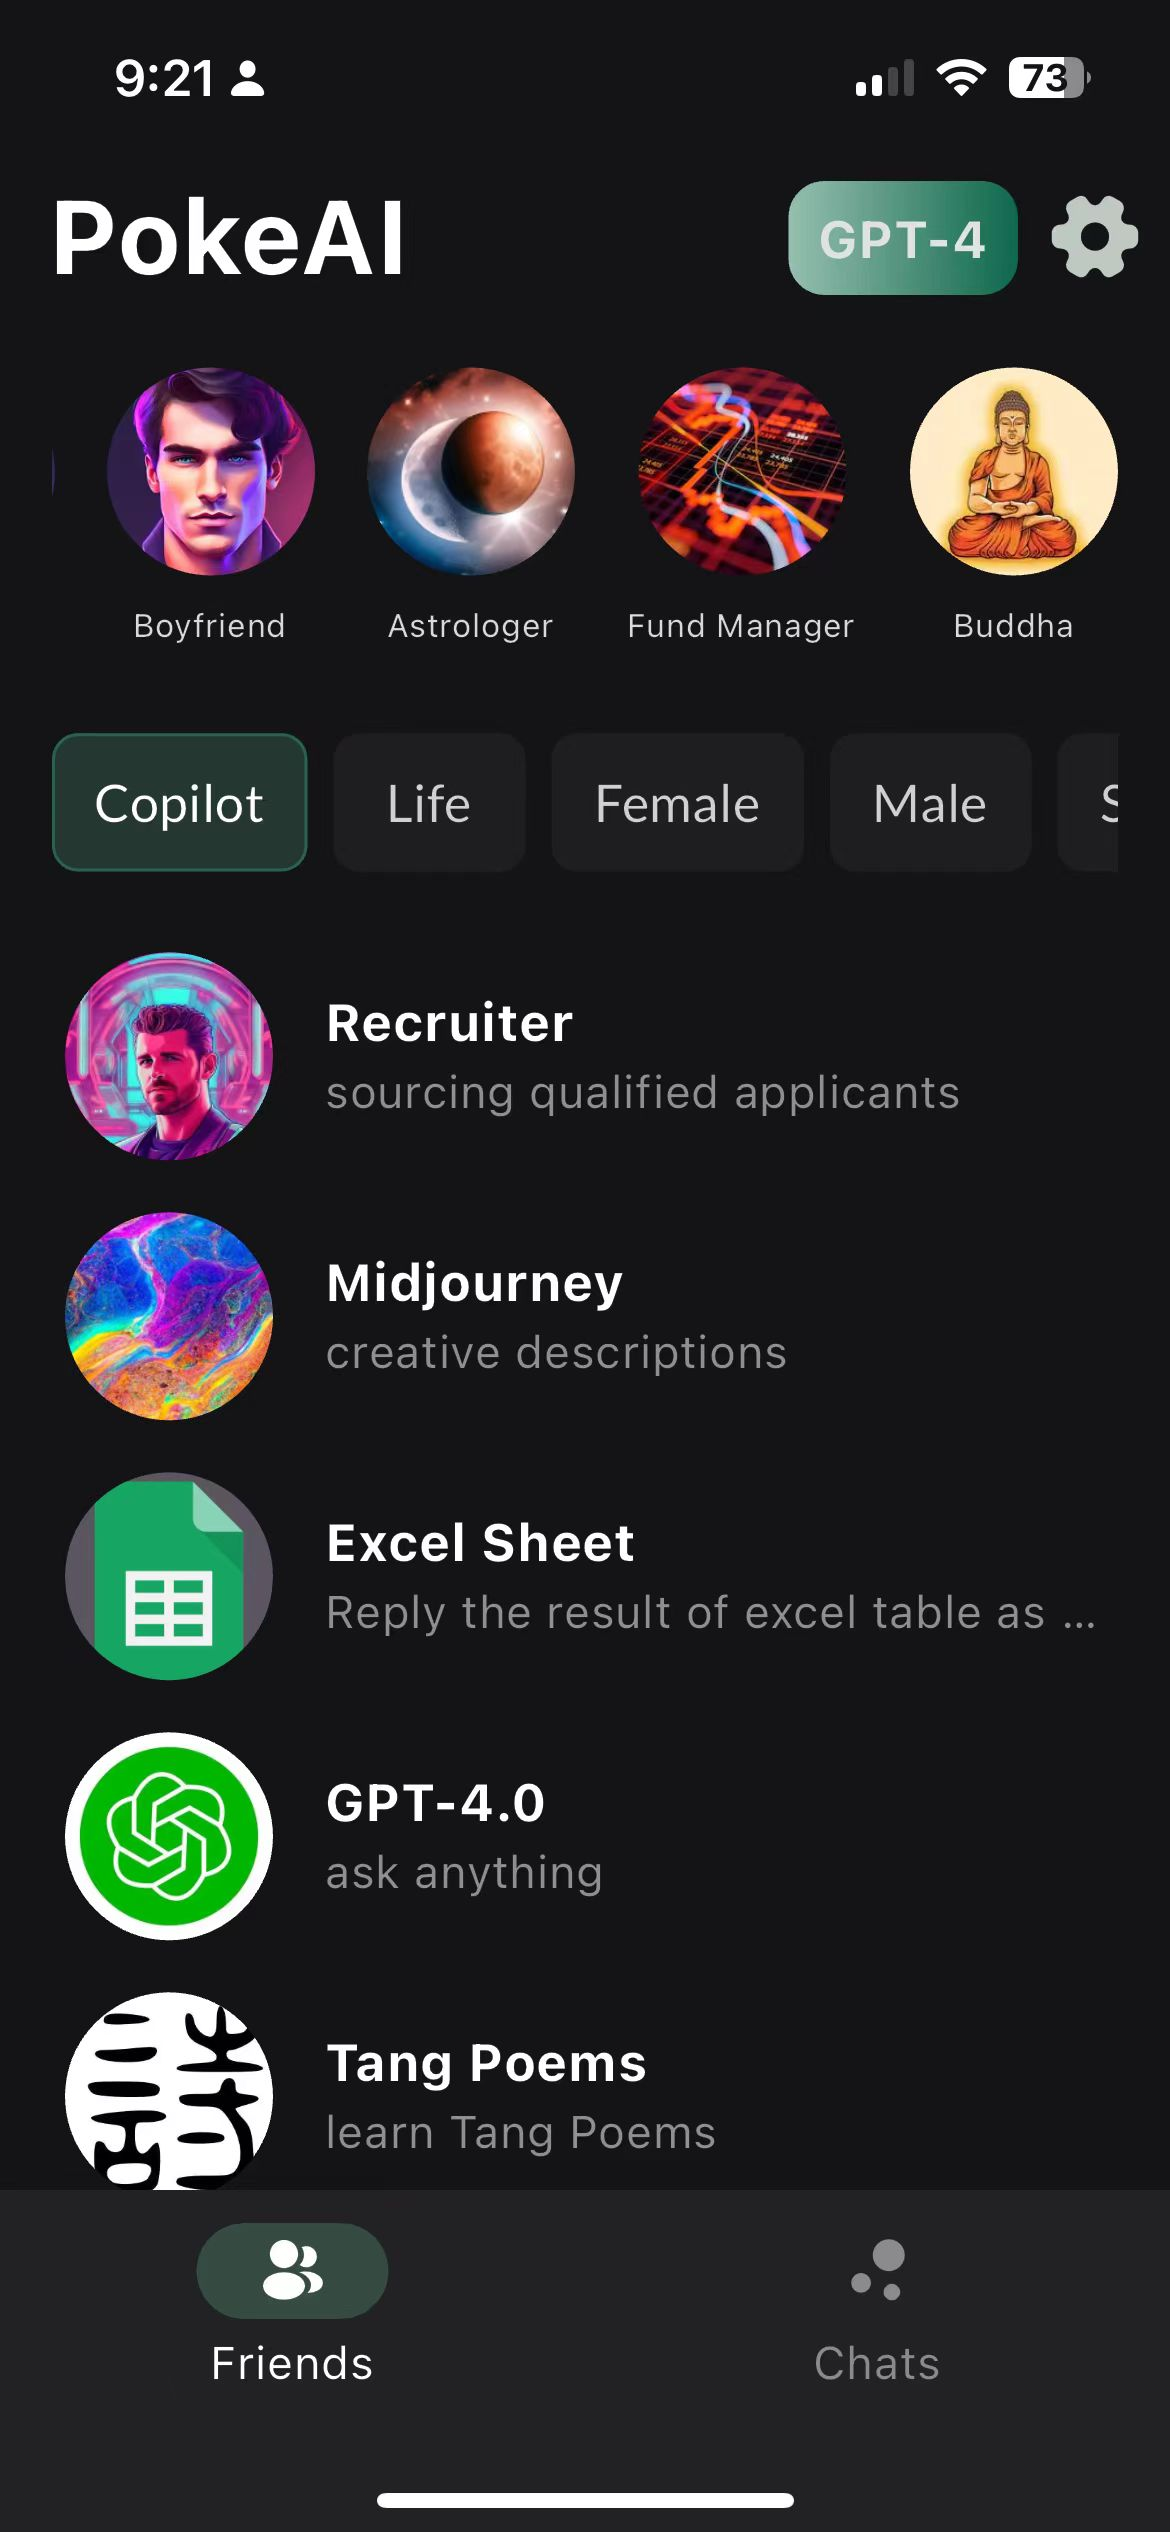 9:21
73
PokeAI
GPT-4
Boyfriend
Astrologer
Fund Manager
Buddha
Copilot
Life
Female
Male
Recruiter
sourcing qualified applicants
Midjourney
creative descriptions
Excel Sheet
Reply the result of excel table as ...
GPT-4.0
ask anything
Tang Poems
learn Tang Poems
Friends
Chats